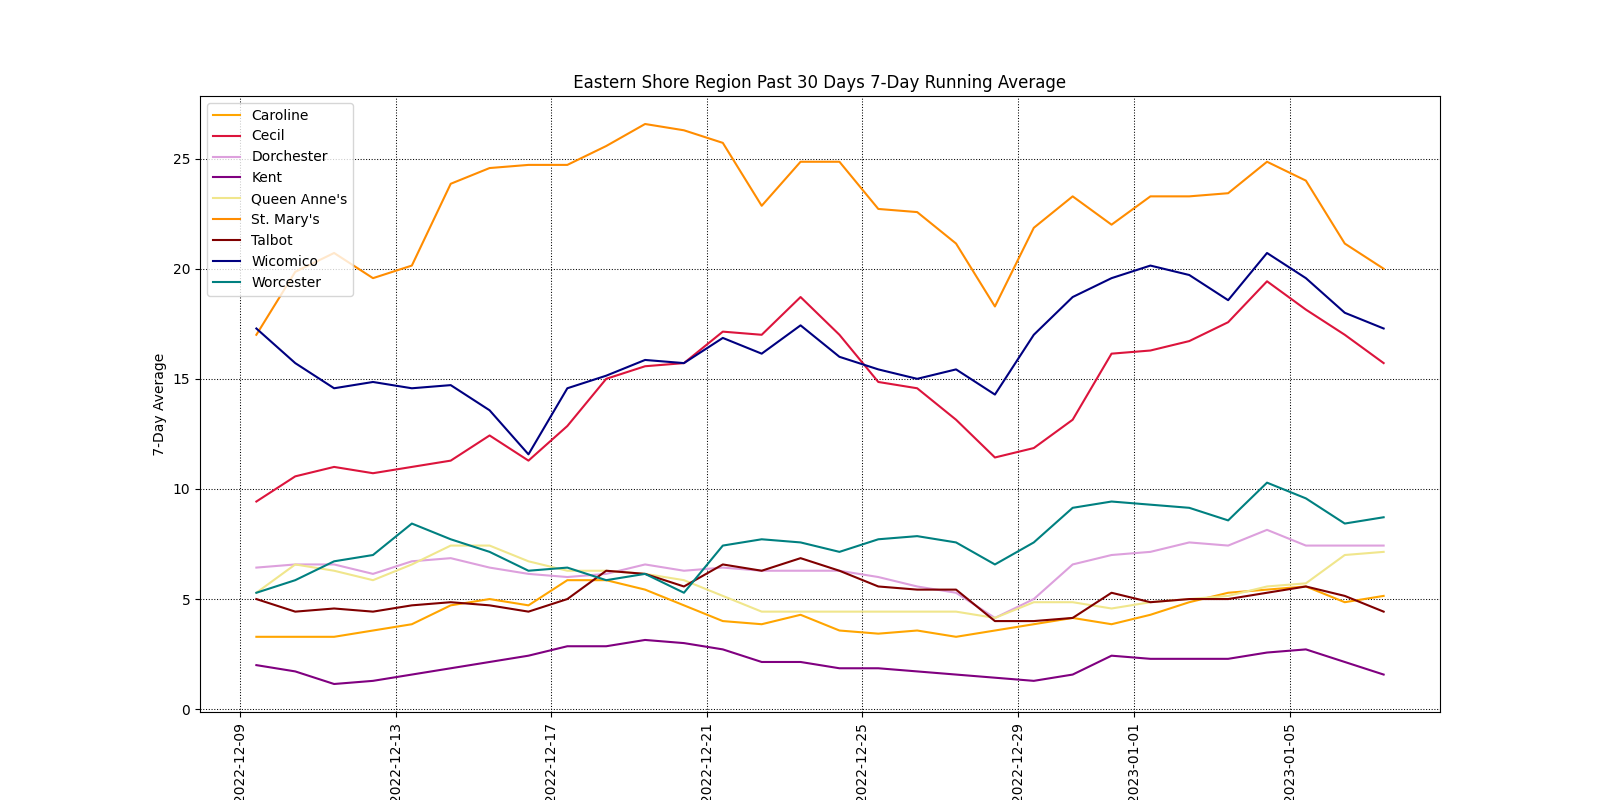 Eastern Shore Region Past 30 Days 7-Day Running Average
Caroline
Cecil
Dorchester
Kent
Queen Anne's
St. Mary's
Talbot
Wicomico
Worcester
7-Day Average
25
20
15
10
5
0
2022-12-09
2022-12-13
2022-12-17
2022-12-21
2022-12-25
2022-12-29
2023-01-01
2023-01-05